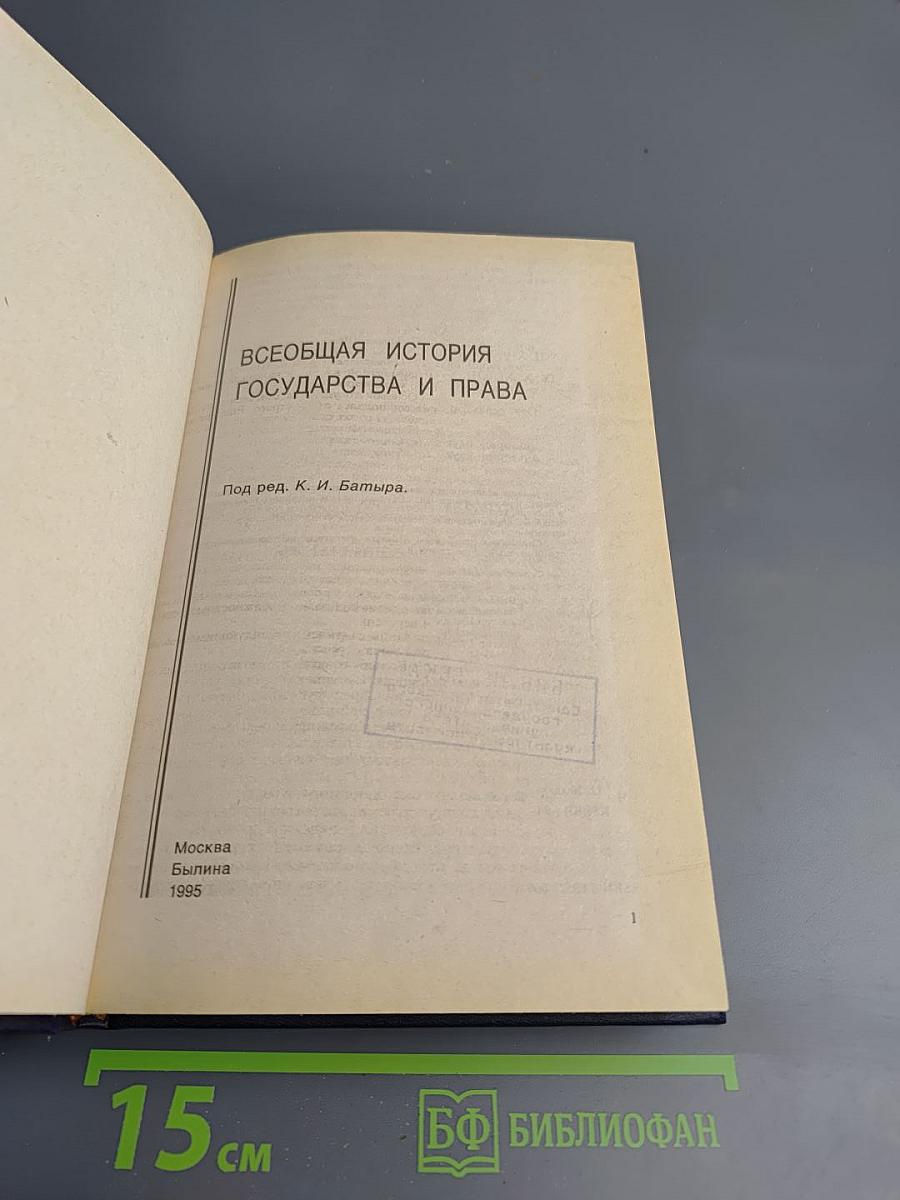 ВСЕОБЩАЯ ИСТОРИЯ
ГОСУДАРСТВА И ПРАВА
Под ред. К. И. Батыра.
Москва
Былина
1995
1
15 см
БФ БИБЛИОФАН